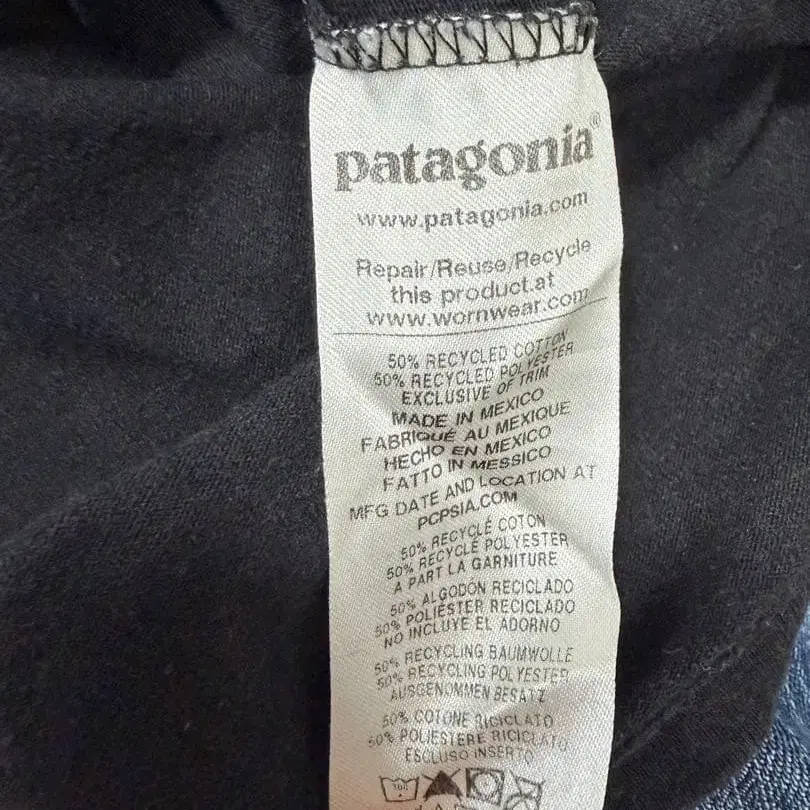 patagonia®
www.patagonia.com
Repair/Reuse/Recycle
this product at
www.wornwear.com
50% RECYCLED COTTON
50% RECYCLED POLYESTER
EXCLUSIVE OF TRIM
MADE IN MEXICO
FABRIQUÉ AU MEXIQUE
HECHO EN MEXICO
FATTO IN MESSICO
MFG DATE AND LOCATION AT
PCPSIA.COM
50% RECYCLÉ COTON
50% RECYCLÉ POLYESTER
A PART LA GARNITURE
50% ALGODÓN RECICLADO
50% POLIÉSTER RECICLADO
NO INCLUYE EL ADORNO
50% RECYCLING BAUMWOLLE
50% RECYCLING POLYESTER
AUSGENOMMEN BESATZ
50% COTONE RICICLATO
50% POLIESTERE RICICLATO
ESCLUSO INSERTO